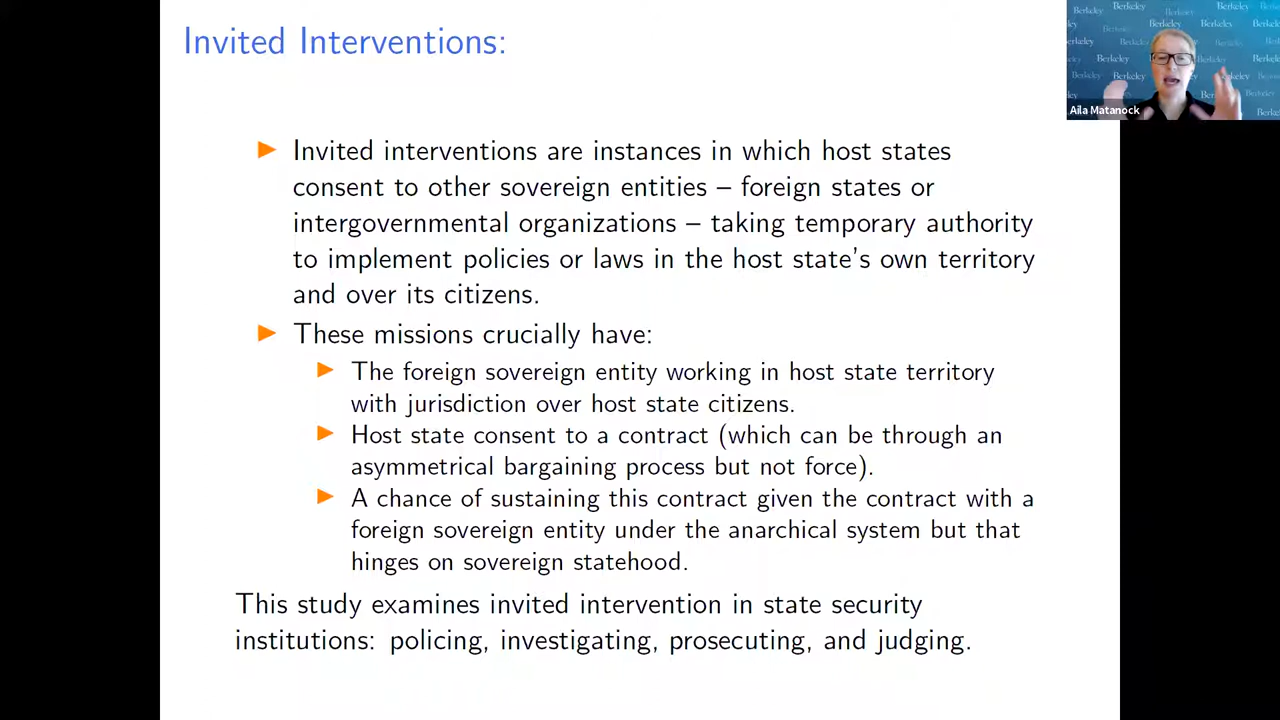 Invited Interventions:
Invited interventions are instances in which host states
consent to other sovereign entities – foreign states or
intergovernmental organizations – taking temporary authority
to implement policies or laws in the host state's own territory
and over its citizens.
These missions crucially have:
The foreign sovereign entity working in host state territory
with jurisdiction over host state citizens.
Host state consent to a contract (which can be through an
asymmetrical bargaining process but not force).
A chance of sustaining this contract given the contract with a
foreign sovereign entity under the anarchical system but that
hinges on sovereign statehood.
This study examines invited intervention in state security
institutions: policing, investigating, prosecuting, and judging.
Berkeley
Aila Matanock